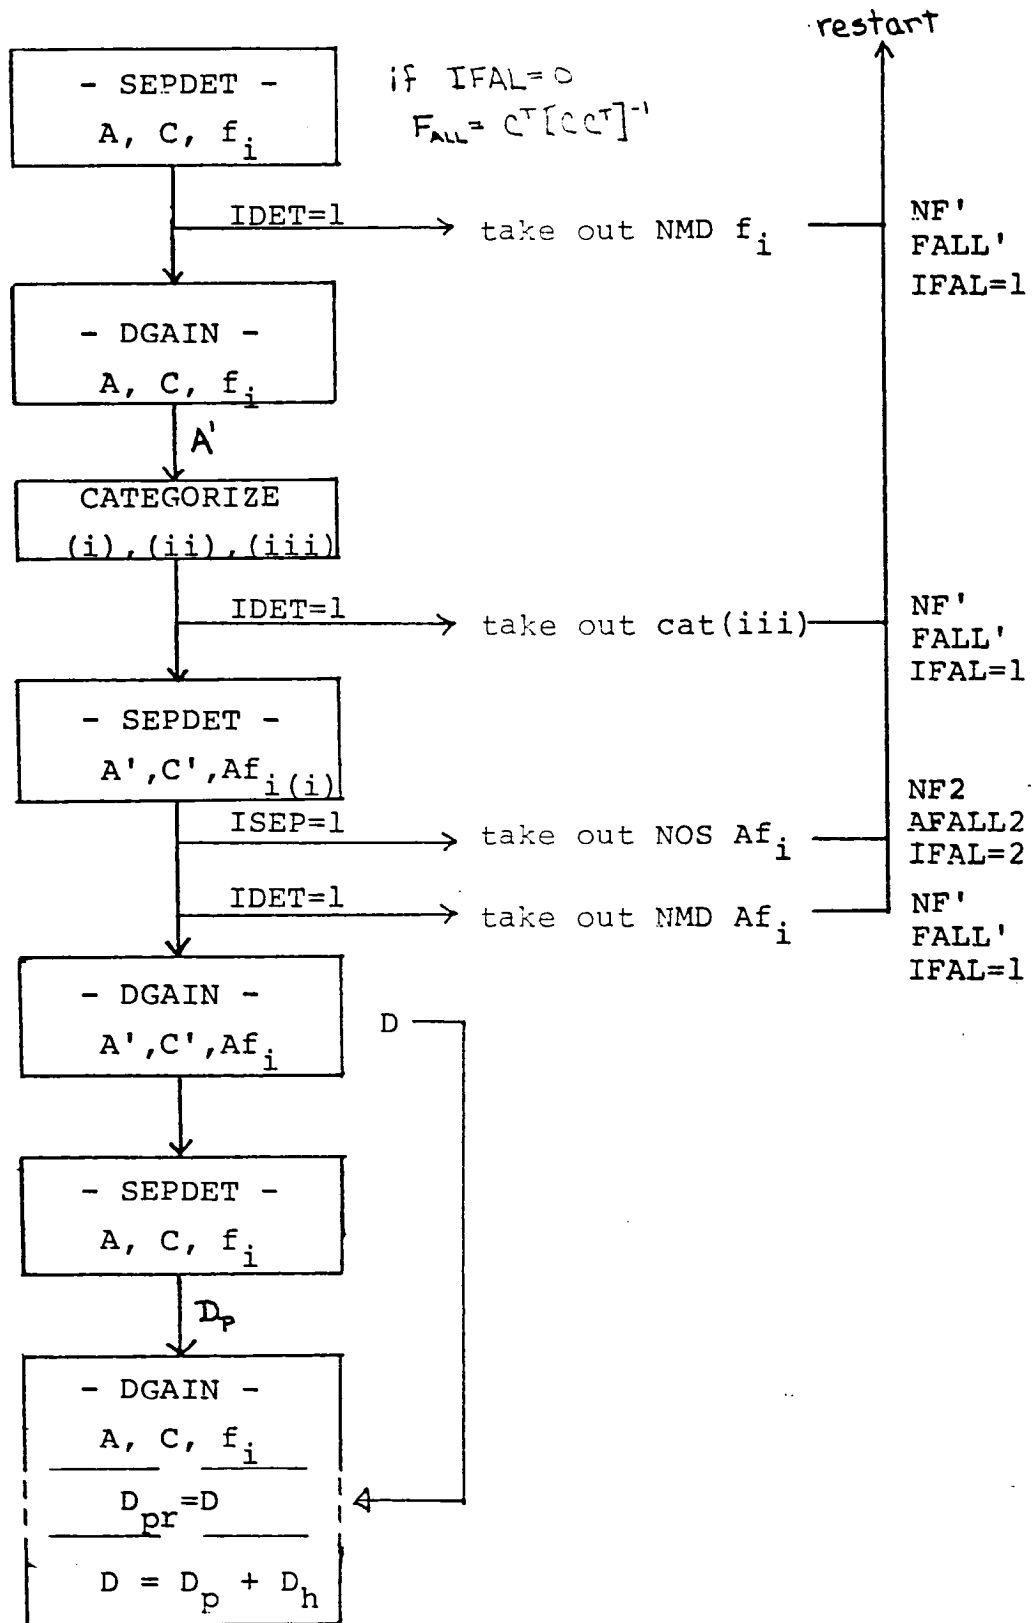 restart
- SEPDET -
A, C, f_i
if IFAL=0
F_ALL = C^T[CC^T]^-1
IDET=1
take out NMD f_i
NF'
FALL'
IFAL=1
- DGAIN -
A, C, f_i
A'
CATEGORIZE
(i),(ii),(iii)
IDET=1
take out cat(iii)
NF'
FALL'
IFAL=1
- SEPDET -
A',C',Af_i(i)
ISEP=1
take out NOS Af_i
NF2
AFALL2
IFAL=2
IDET=1
take out NMD Af_i
NF'
FALL'
IFAL=1
- DGAIN -
A',C',Af_i
D
- SEPDET -
A, C, f_i
D_p
- DGAIN -
A, C, f_i
D_pr=D
D = D_p + D_h